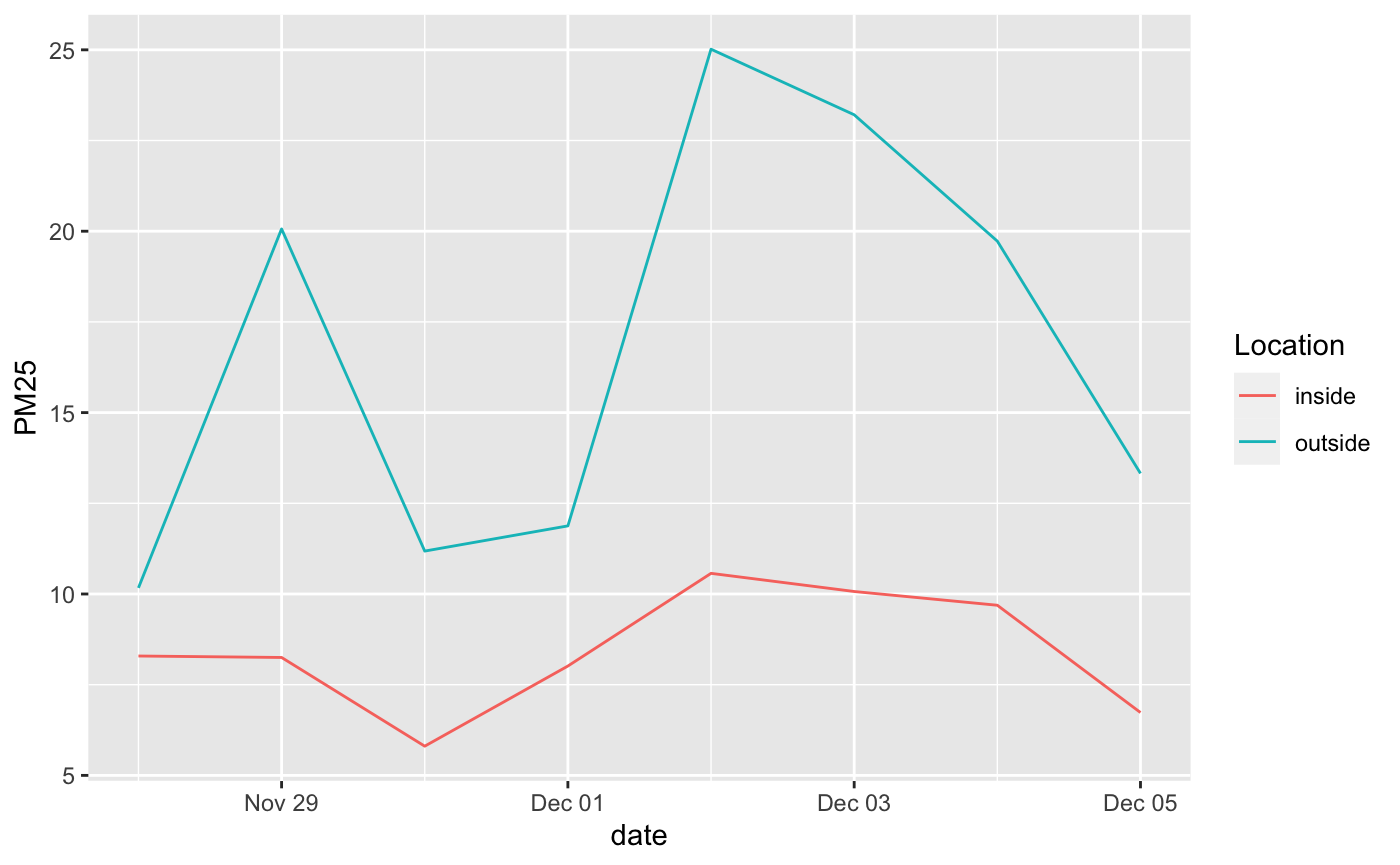 25
20
15
10
5
PM25
Nov 29
Dec 01
Dec 03
Dec 05
date
Location
inside
outside